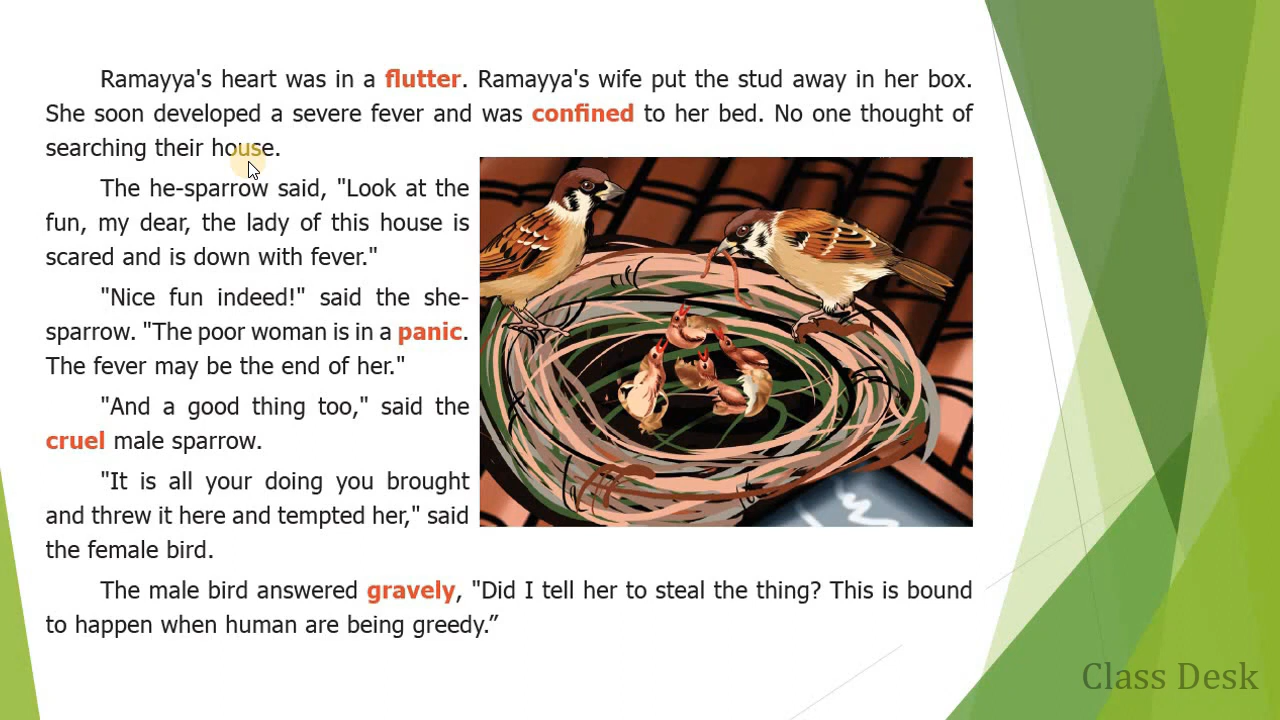 Ramayya's heart was in a flutter. Ramayya's wife put the stud away in her box.
She soon developed a severe fever and was confined to her bed. No one thought of
searching their house.
The he-sparrow said, "Look at the
fun, my dear, the lady of this house is
scared and is down with fever."
"Nice fun indeed!" said the she-
sparrow. "The poor woman is in a panic.
The fever may be the end of her."
"And a good thing too," said the
cruel male sparrow.
"It is all your doing you brought
and threw it here and tempted her," said
the female bird.
The male bird answered gravely, "Did I tell her to steal the thing? This is bound
to happen when human are being greedy.”
Class Desk